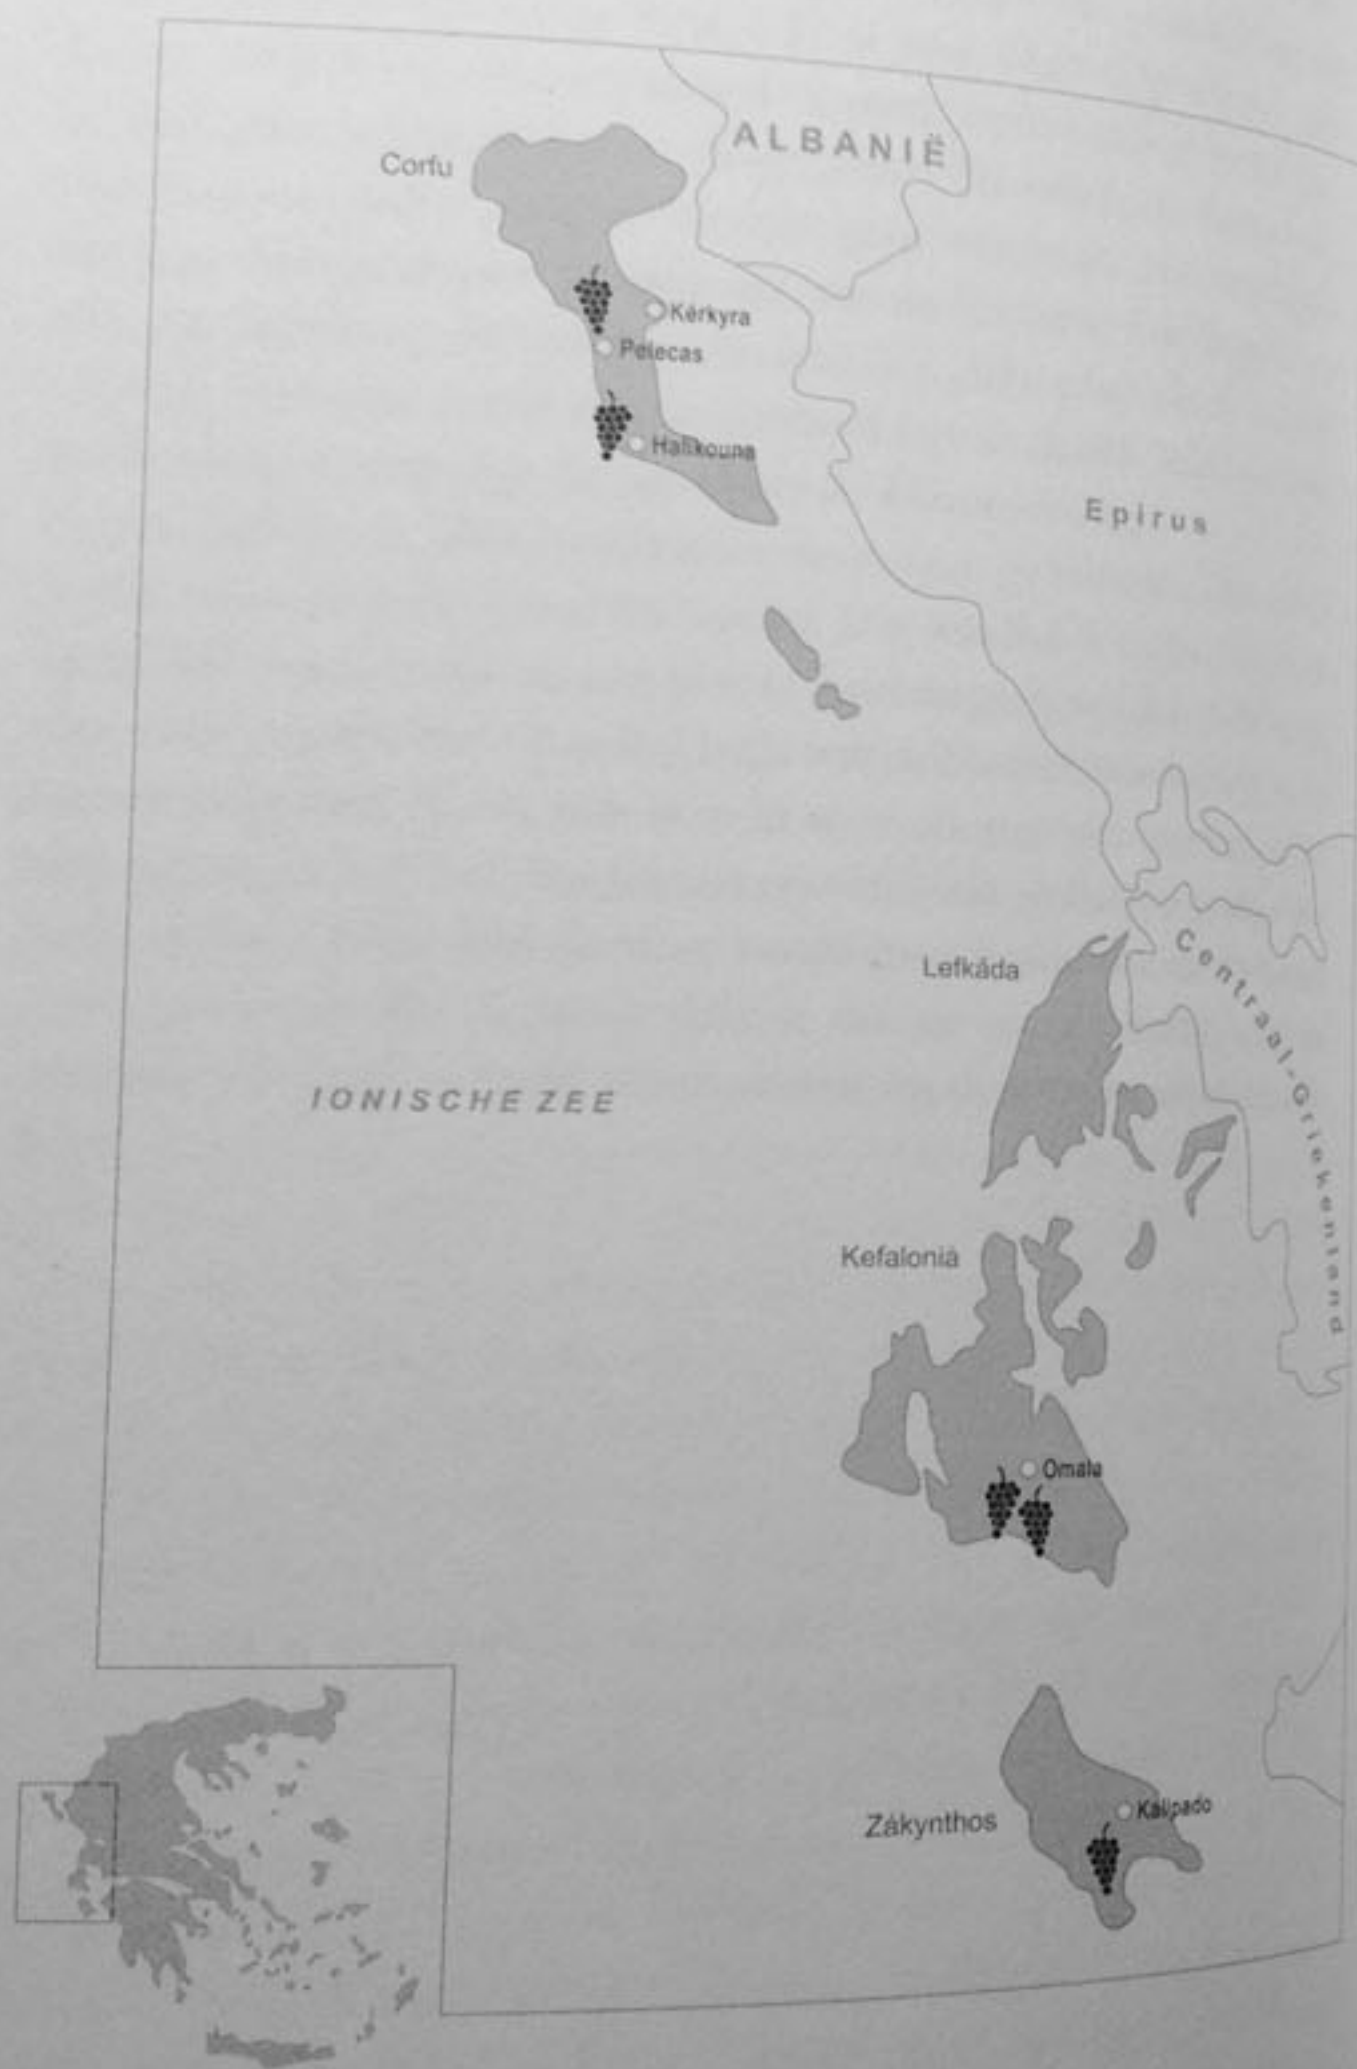 ALBANIË
Corfu
Kérkyra
Pelecas
Halikouna
Epirus
Lefkáda
Centraal-Griekenland
IONISCHE ZEE
Kefalonia
Omala
Zákynthos
Kalipado